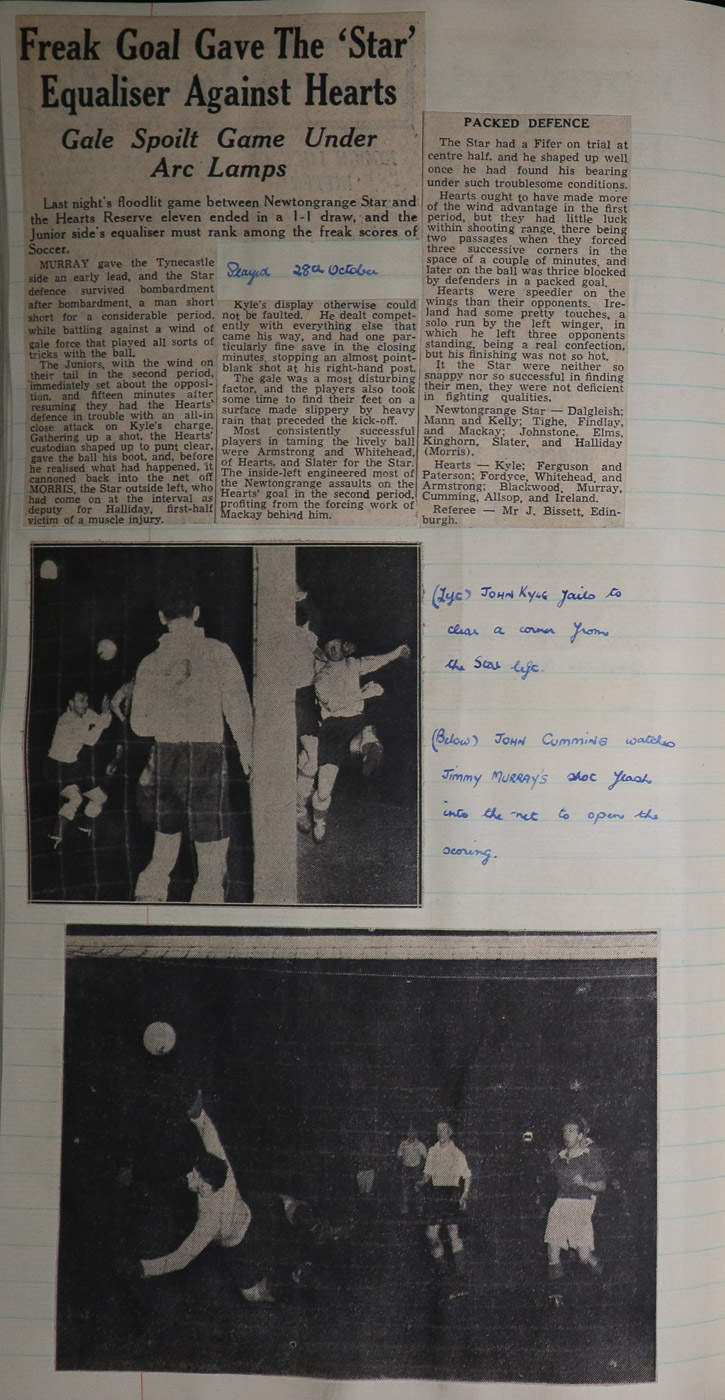 Freak Goal Gave The ‘Star’
Equaliser Against Hearts
Gale Spoilt Game Under
Arc Lamps
Last night's floodlit game between Newtongrange Star and
the Hearts Reserve eleven ended in a 1-1 draw, and the
Junior side's equaliser must rank among the freak scores of
Soccer.
MURRAY gave the Tynecastle
side an early lead, and the Star
defence survived bombardment
after bombardment, a man short
short for a considerable period,
while battling against a wind of
gale force that played all sorts of
tricks with the ball.
The Juniors, with the wind on
their tail in the second period,
immediately set about the opposi-
tion, and fifteen minutes after
resuming they had the Hearts'
defence in trouble with an all-in
close attack on Kyle's charge.
Gathering up a shot, the Hearts'
custodian shaped up to punt clear,
gave the ball his boot, and, before
he realised what had happened, it
cannoned back into the net off
MORRIS, the Star outside left, who
had come on at the interval as
deputy for Halliday, first-half
victim of a muscle injury.
Played 28th October
Kyle's display otherwise could
not be faulted. He dealt compet-
ently with everything else that
came his way, and had one par-
ticularly fine save in the closing
minutes, stopping an almost point-
blank shot at his right-hand post.
The gale was a most disturbing
factor, and the players also took
some time to find their feet on a
surface made slippery by heavy
rain that preceded the kick-off.
Most consistently successful
players in taming the lively ball
were Armstrong and Whitehead,
of Hearts, and Slater for the Star.
The inside-left engineered most of
the Newtongrange assaults on the
Hearts' goal in the second period,
profiting from the forcing work of
Mackay behind him.
PACKED DEFENCE
The Star had a Fifer on trial at
centre half, and he shaped up well
once he had found his bearing
under such troublesome conditions.
Hearts ought to have made more
of the wind advantage in the first
period, but they had little luck
within shooting range, there being
two passages when they forced
three successive corners in the
space of a couple of minutes, and
later on the ball was thrice blocked
by defenders in a packed goal.
Hearts were speedier on the
wings than their opponents. Ire-
land had some pretty touches, a
solo run by the left winger, in
which he left three opponents
standing, being a real confection,
but his finishing was not so hot.
It the Star were neither so
snappy nor so successful in finding
their men, they were not deficient
in fighting qualities.
Newtongrange Star — Dalgleish;
Mann and Kelly; Tighe, Findlay,
and Mackay; Johnstone, Elms,
Kinghorn, Slater, and Halliday
(Morris).
Hearts — Kyle; Ferguson and
Paterson; Fordyce, Whitehead, and
Armstrong; Blackwood, Murray,
Cumming, Allsop, and Ireland.
Referee — Mr J. Bissett, Edin-
burgh.
(Left) JOHN KYLE fails to
clear a corner from
the Star left.
(Below) JOHN CUMMING watches
Jimmy MURRAY'S shot flash
into the net to open the
scoring.